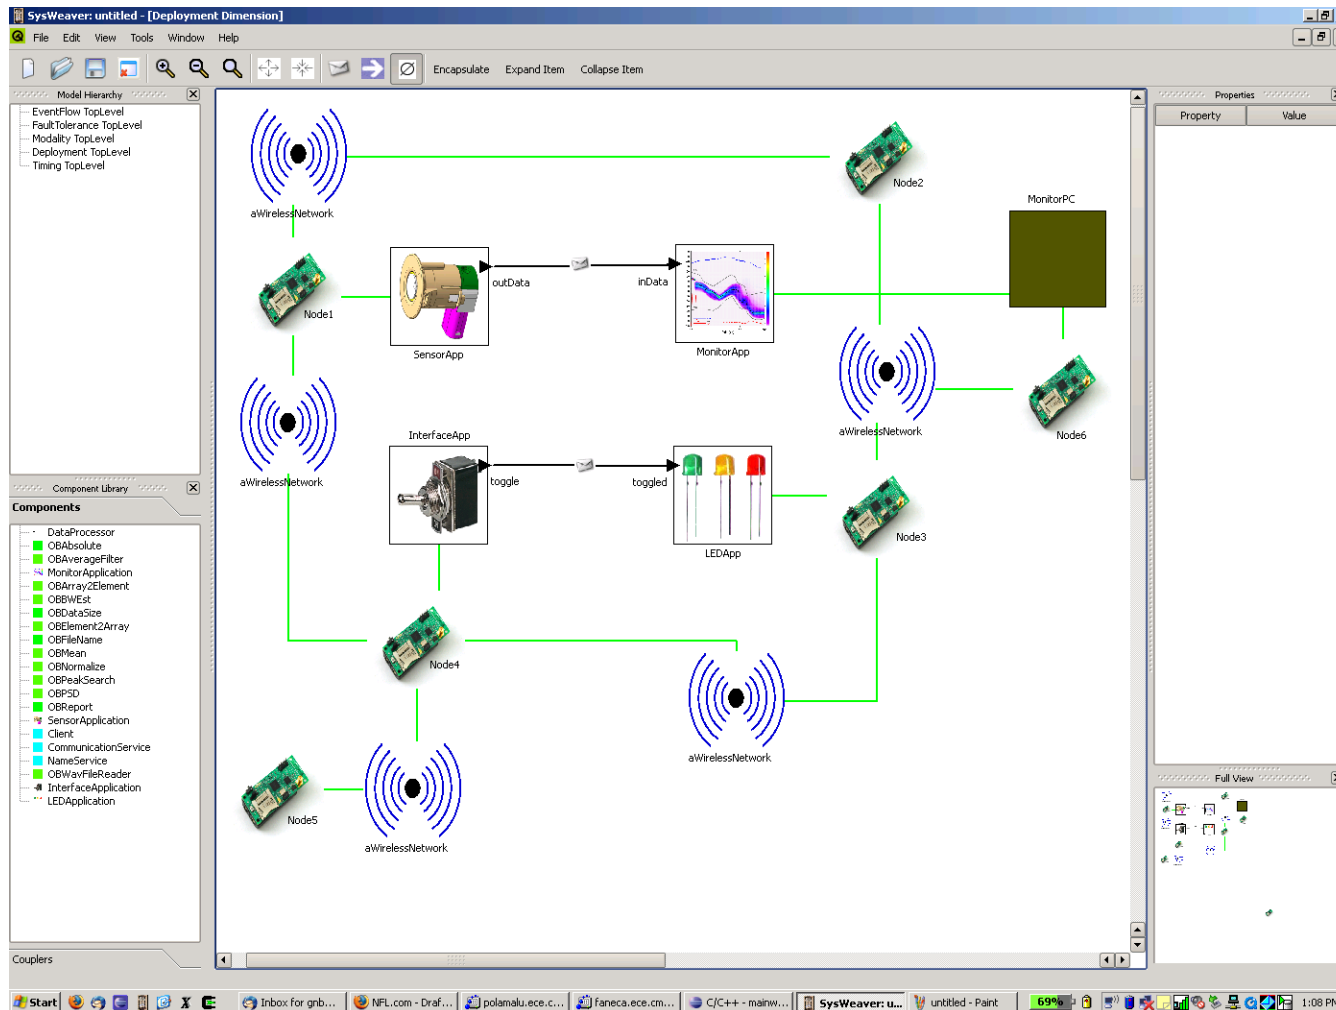 SysWeaver: untitled - [Deployment Dimension]
File Edit View Tools Window Help
Encapsulate Expand Item Collapse Item
Model Hierarchy
EventFlow TopLevel
FaultTolerance TopLevel
Modality TopLevel
Deployment TopLevel
Timing TopLevel
Component Library
Components
DataProcessor
OBAbsolute
OBAverageFilter
MonitorApplication
OBArray2Element
OBBWEst
OBDataSize
OBElement2Array
OBFileName
OBMean
OBNormalize
OBPeakSearch
OBPSD
OBReport
SensorApplication
Client
CommunicationService
NameService
OBWavFileReader
InterfaceApplication
LEDApplication
Couplers
aWirelessNetwork
Node2
MonitorPC
Node1
outData
inData
SensorApp
MonitorApp
aWirelessNetwork
Node6
InterfaceApp
aWirelessNetwork
toggle
toggled
LEDApp
Node3
Node4
aWirelessNetwork
Node5
aWirelessNetwork
Properties
Property Value
Full View
Start
Inbox for gnb...
NFL.com - Draf...
polamalu.ece.c...
faneca.ece.cm...
C/C++ - mainw...
SysWeaver: u...
untitled - Paint
69%
1:08 PM